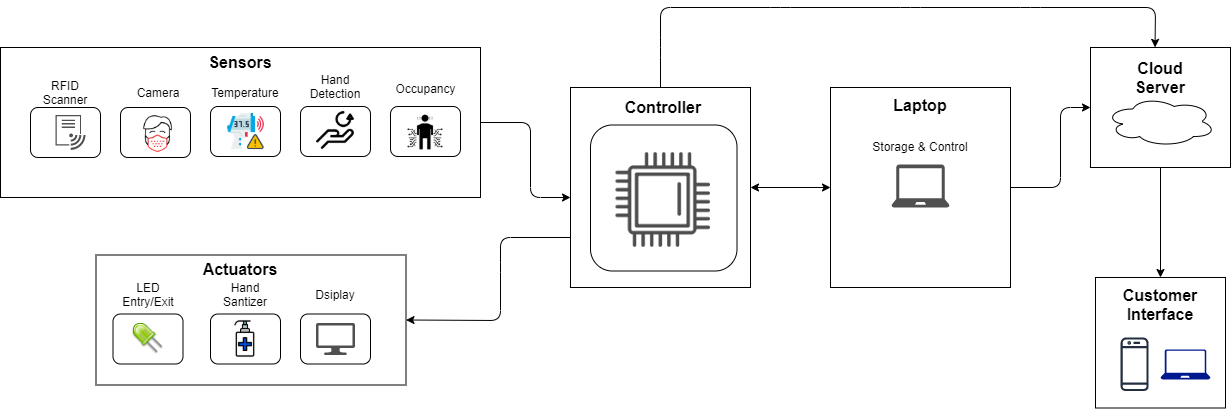 Sensors
RFID
Scanner
Camera
Temperature
Hand
Detection
Occupancy
37.5
Controller
Laptop
Storage & Control
Cloud
Server
Actuators
LED
Entry/Exit
Hand
Santizer
Dsiplay
Customer
Interface